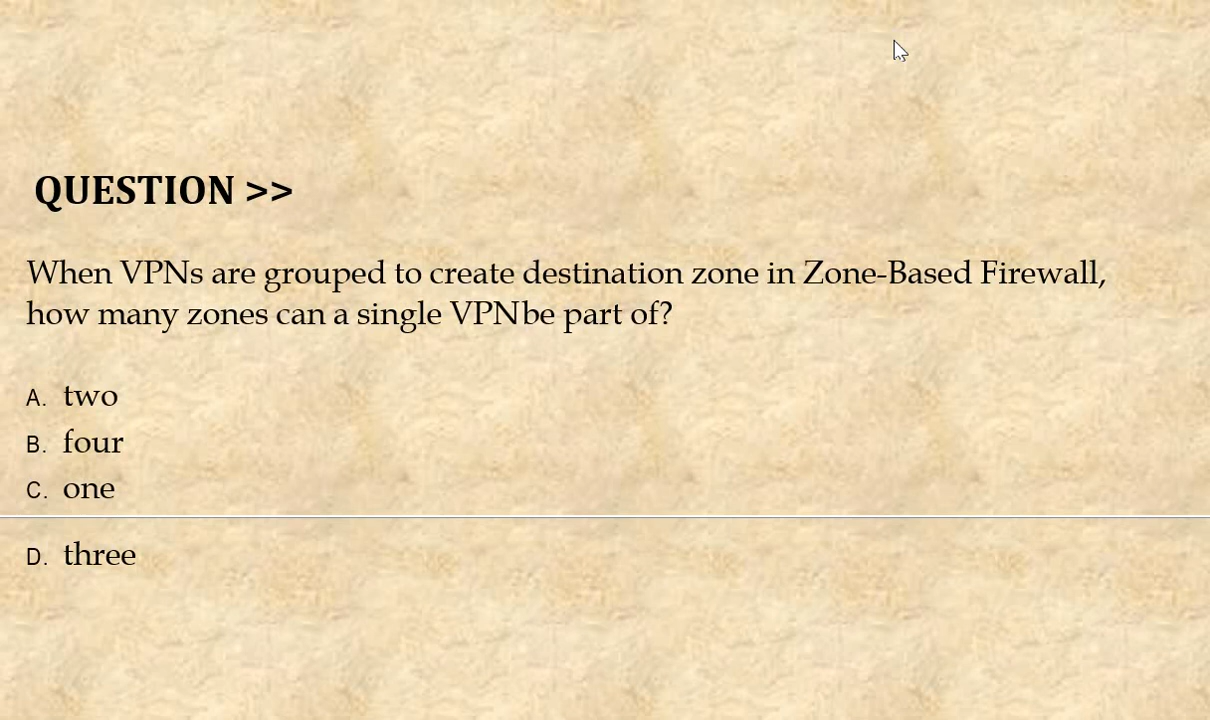 QUESTION >>
When VPNs are grouped to create destination zone in Zone-Based Firewall,
how many zones can a single VPNbe part of?
A. two
B. four
C. one
D. three